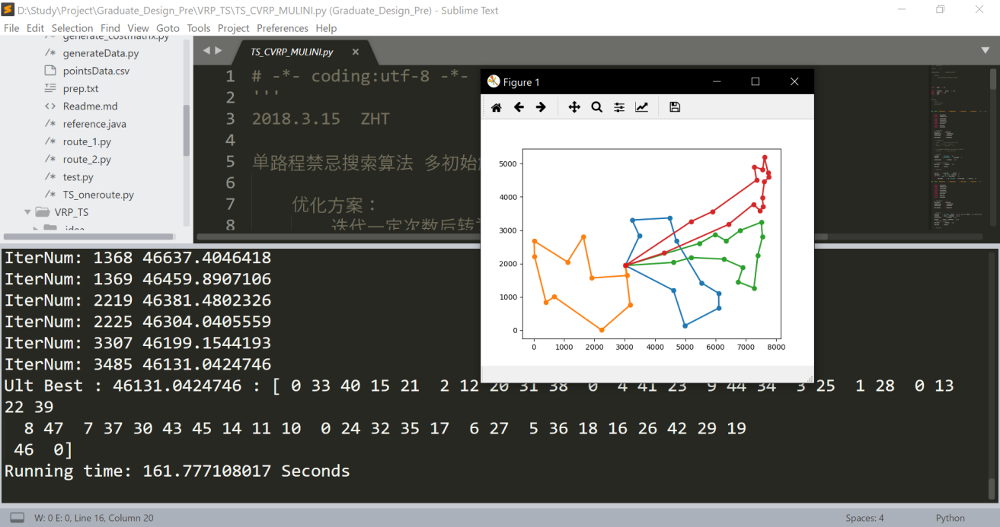 D:\Study\Project\Graduate_Design_Pre\VRP_TS\TS_CVRP_MULINI.py (Graduate_Design_Pre) - Sublime Text
File Edit Selection Find View Goto Tools Project Preferences Help
/* generate_costmatrix.py
/* generateData.py
pointsData.csv
prep.txt
<> Readme.md
/* reference.java
/* route_1.py
/* route_2.py
/* test.py
/* TS_oneroute.py
VRP_TS
.idea
TS_CVRP_MULINI.py ×
1 # -*- coding:utf-8 -*-
2 '''
3 2018.3.15 ZHT
4
5 单路程禁忌搜索算法 多初始
6
7 优化方案：
8 迭代一定次数后转
Figure 1
5000
4000
3000
2000
1000
0
0 1000 2000 3000 4000 5000 6000 7000 8000
IterNum: 1368 46637.4046418
IterNum: 1369 46459.8907106
IterNum: 2219 46381.4802326
IterNum: 2225 46304.0405559
IterNum: 3307 46199.1544193
IterNum: 3485 46131.0424746
Ult Best : 46131.0424746 : [ 0 33 40 15 21 2 12 20 31 38 0 4 41 23 9 44 34 3 25 1 28 0 13
22 39
8 47 7 37 30 43 45 14 11 10 0 24 32 35 17 6 27 5 36 18 16 26 42 29 19
46 0]
Running time: 161.777108017 Seconds
W: 0 E: 0, Line 16, Column 20
Spaces: 4
Python